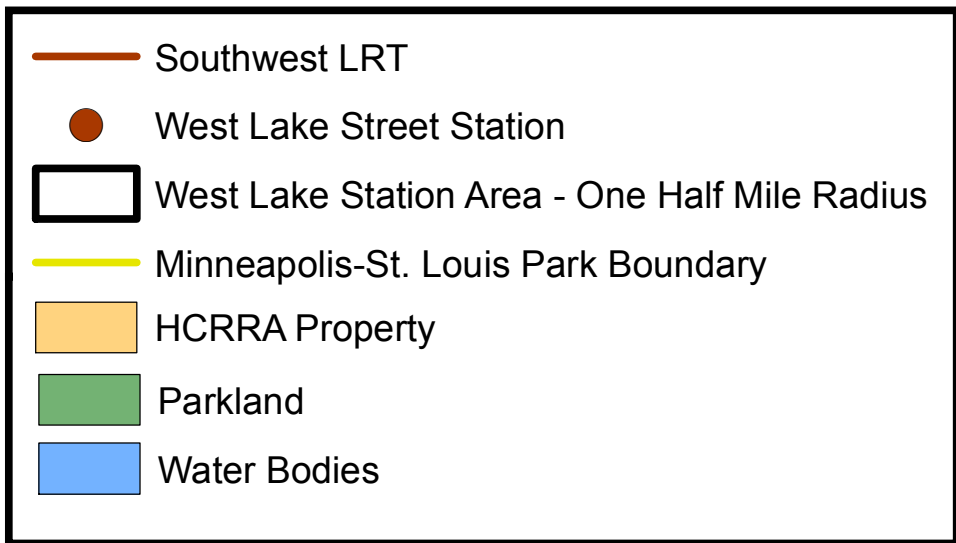 Southwest LRT
West Lake Street Station
West Lake Station Area - One Half Mile Radius
Minneapolis-St. Louis Park Boundary
HCRRA Property
Parkland
Water Bodies